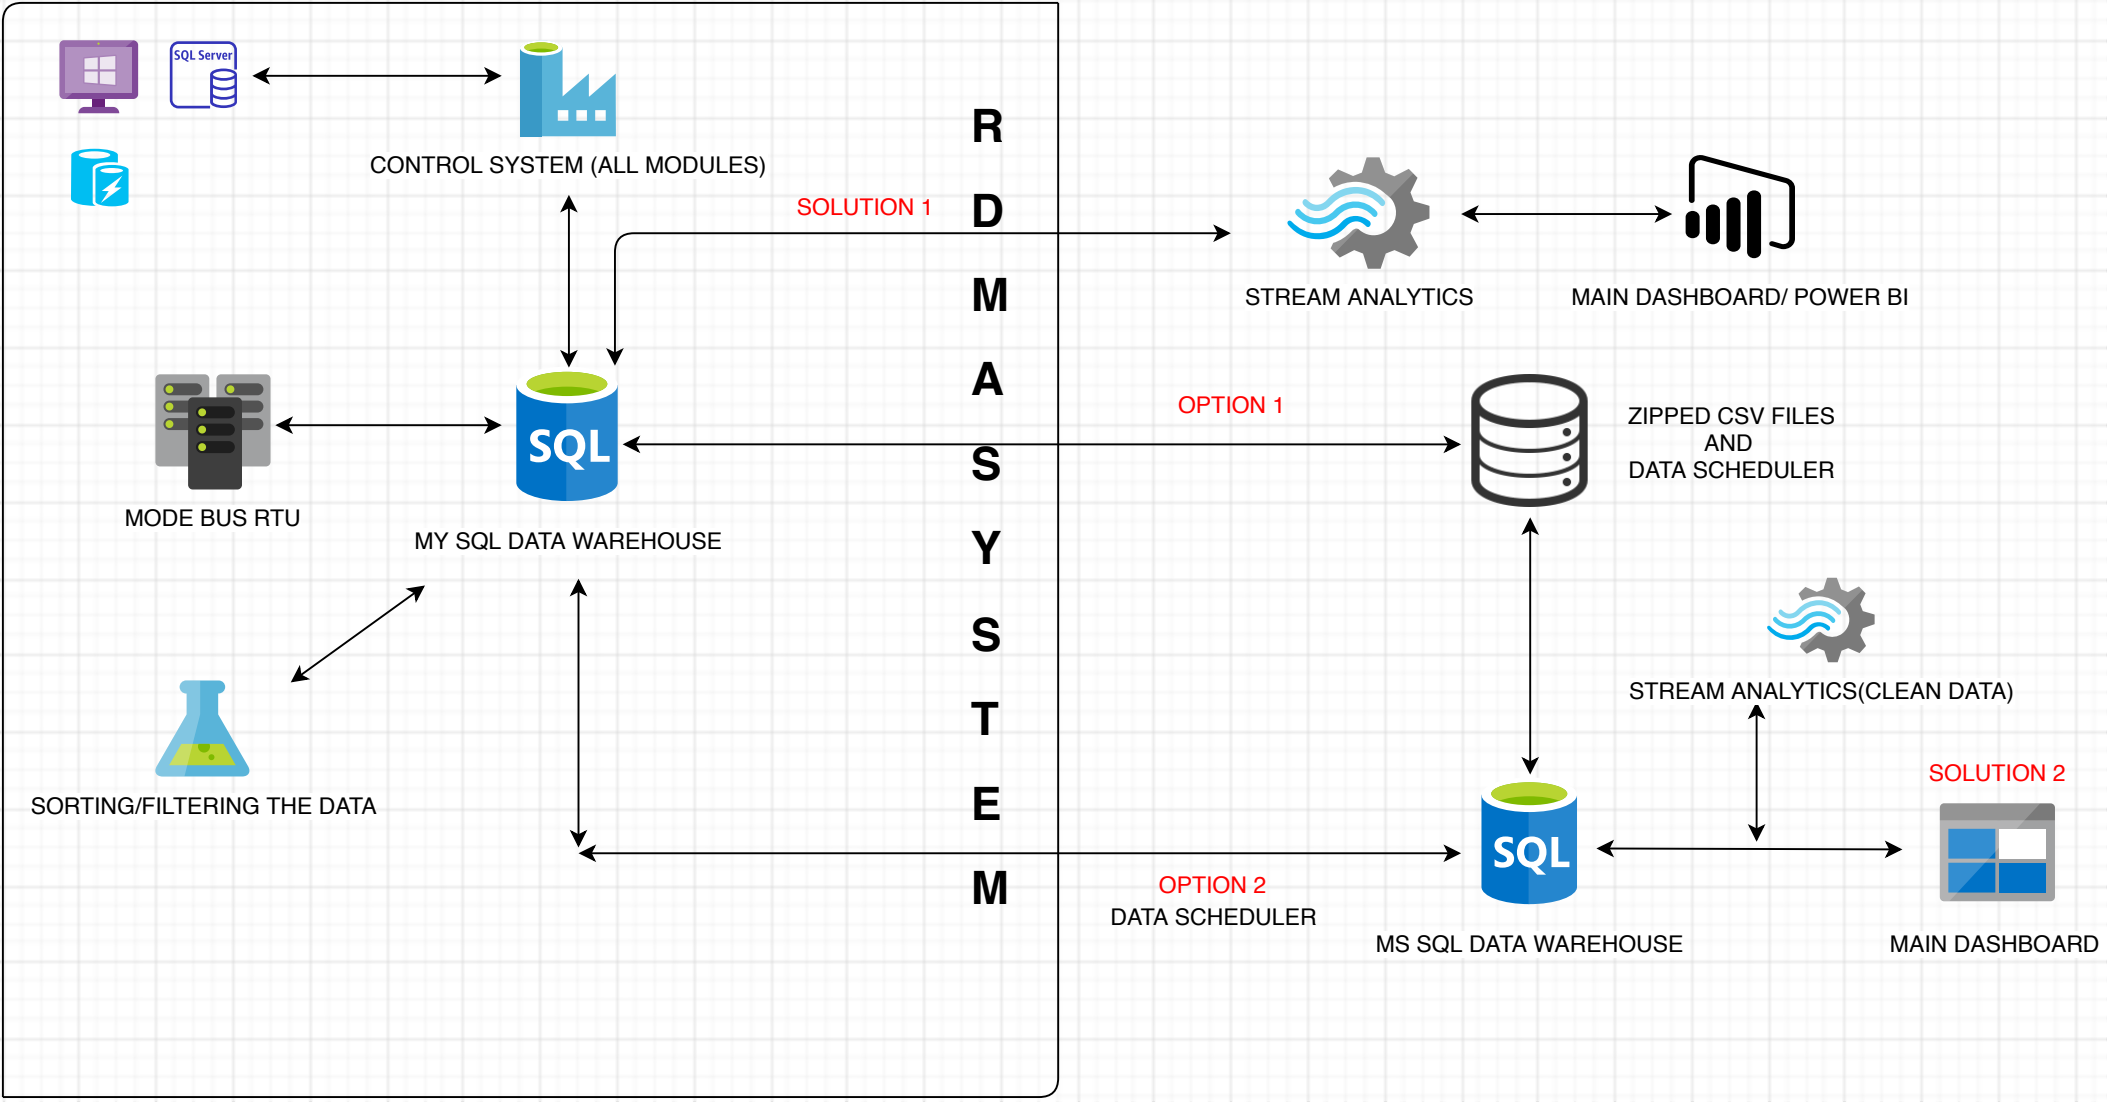 SQL Server
CONTROL SYSTEM (ALL MODULES)
SOLUTION 1
R
D
M
A
S
Y
S
T
E
M
STREAM ANALYTICS
MAIN DASHBOARD/ POWER BI
MODE BUS RTU
SQL
MY SQL DATA WAREHOUSE
OPTION 1
ZIPPED CSV FILES
AND
DATA SCHEDULER
SORTING/FILTERING THE DATA
STREAM ANALYTICS(CLEAN DATA)
SOLUTION 2
OPTION 2
DATA SCHEDULER
SQL
MS SQL DATA WAREHOUSE
MAIN DASHBOARD